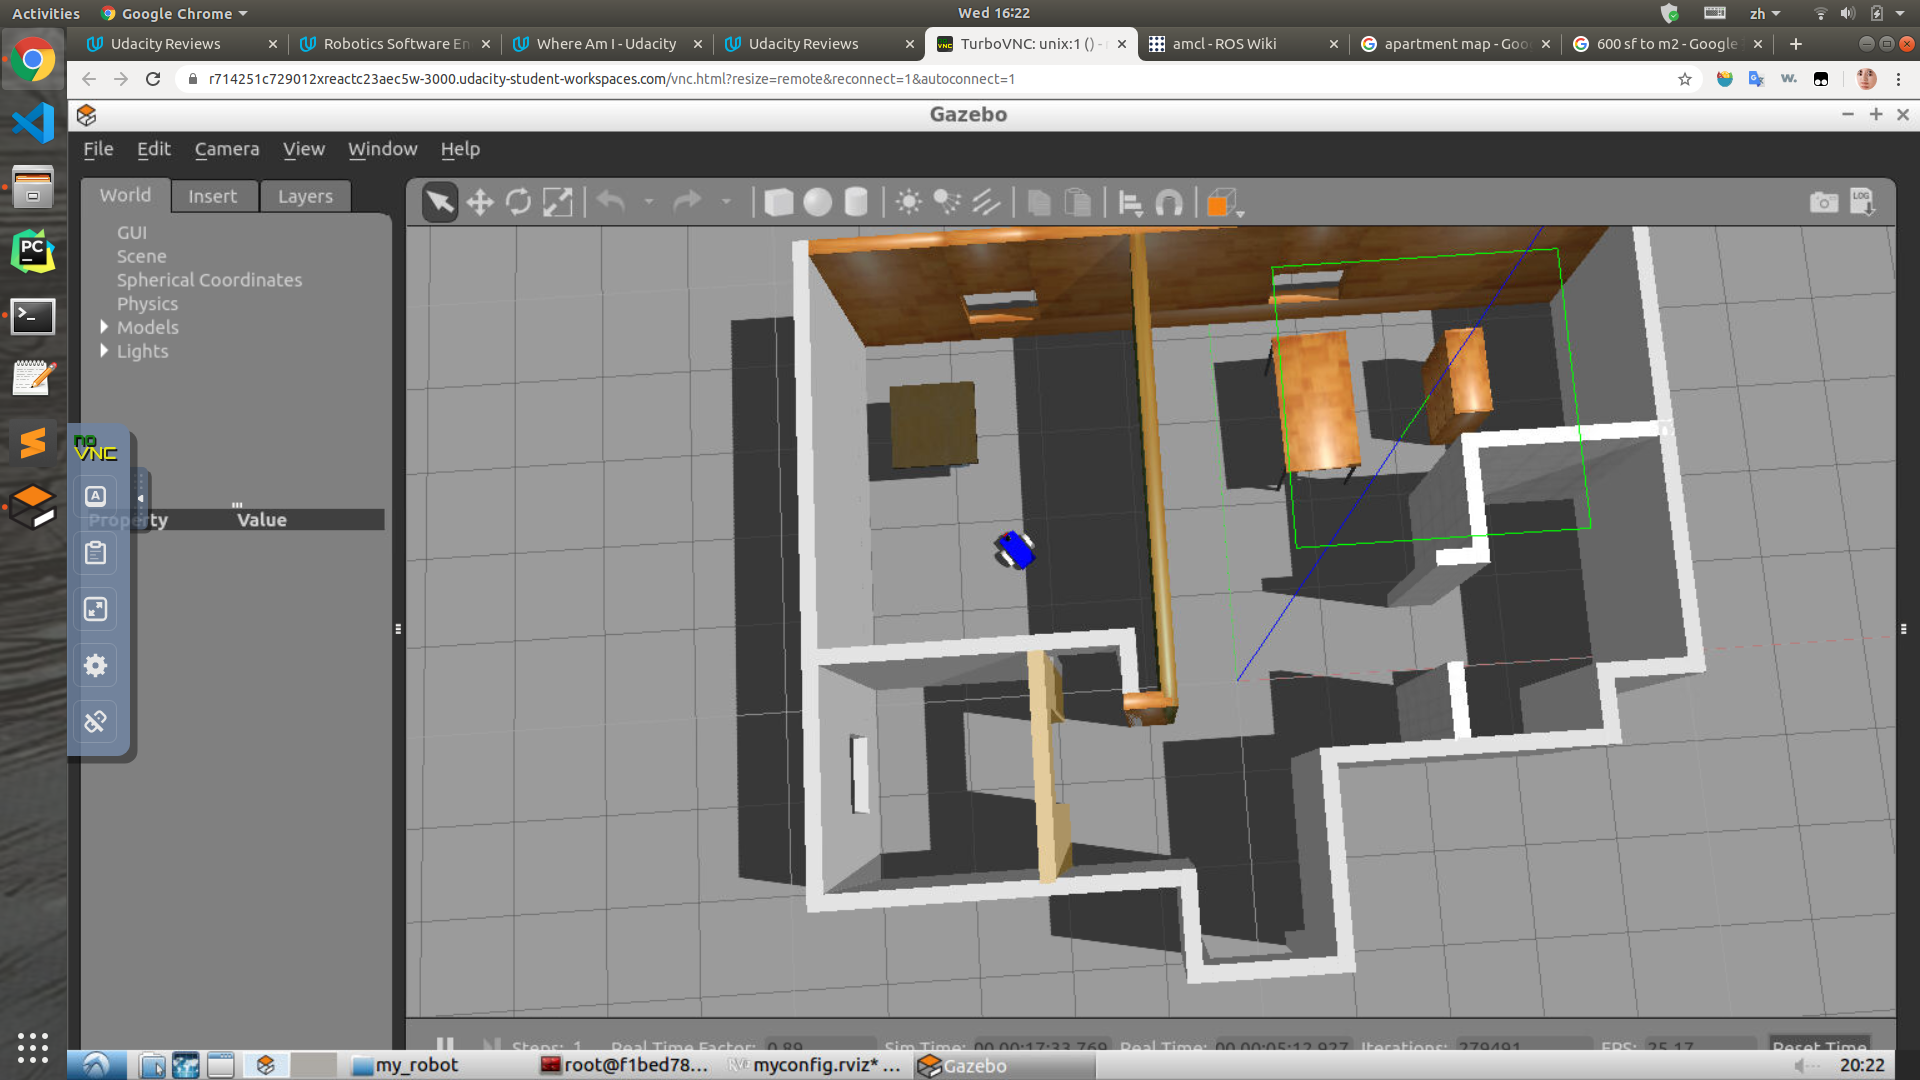 Activities
Google Chrome
Wed 16:22
zh
Udacity Reviews
Robotics Software En
Where Am I - Udacity
Udacity Reviews
TurboVNC: unix:1 () -
amcl - ROS Wiki
apartment map - Goo
600 sf to m2 - Google
r714251c729012xreactc23aec5w-3000.udacity-student-workspaces.com/vnc.html?resize=remote&reconnect=1&autoconnect=1
w.
Gazebo
File Edit Camera View Window Help
World Insert Layers
LOG
GUI
Scene
Spherical Coordinates
Physics
Models
Lights
PC
no
VNC
A
Property Value
Steps: 1 Real Time Factor: 0.89 Sim Time: 00 00:17:33.769 Real Time: 00 00:05:12.927 Iterations: 279491 FPS: 25.17 Reset Time
my_robot
root@f1bed78...
RViz
myconfig.rviz* ...
Gazebo
20:22